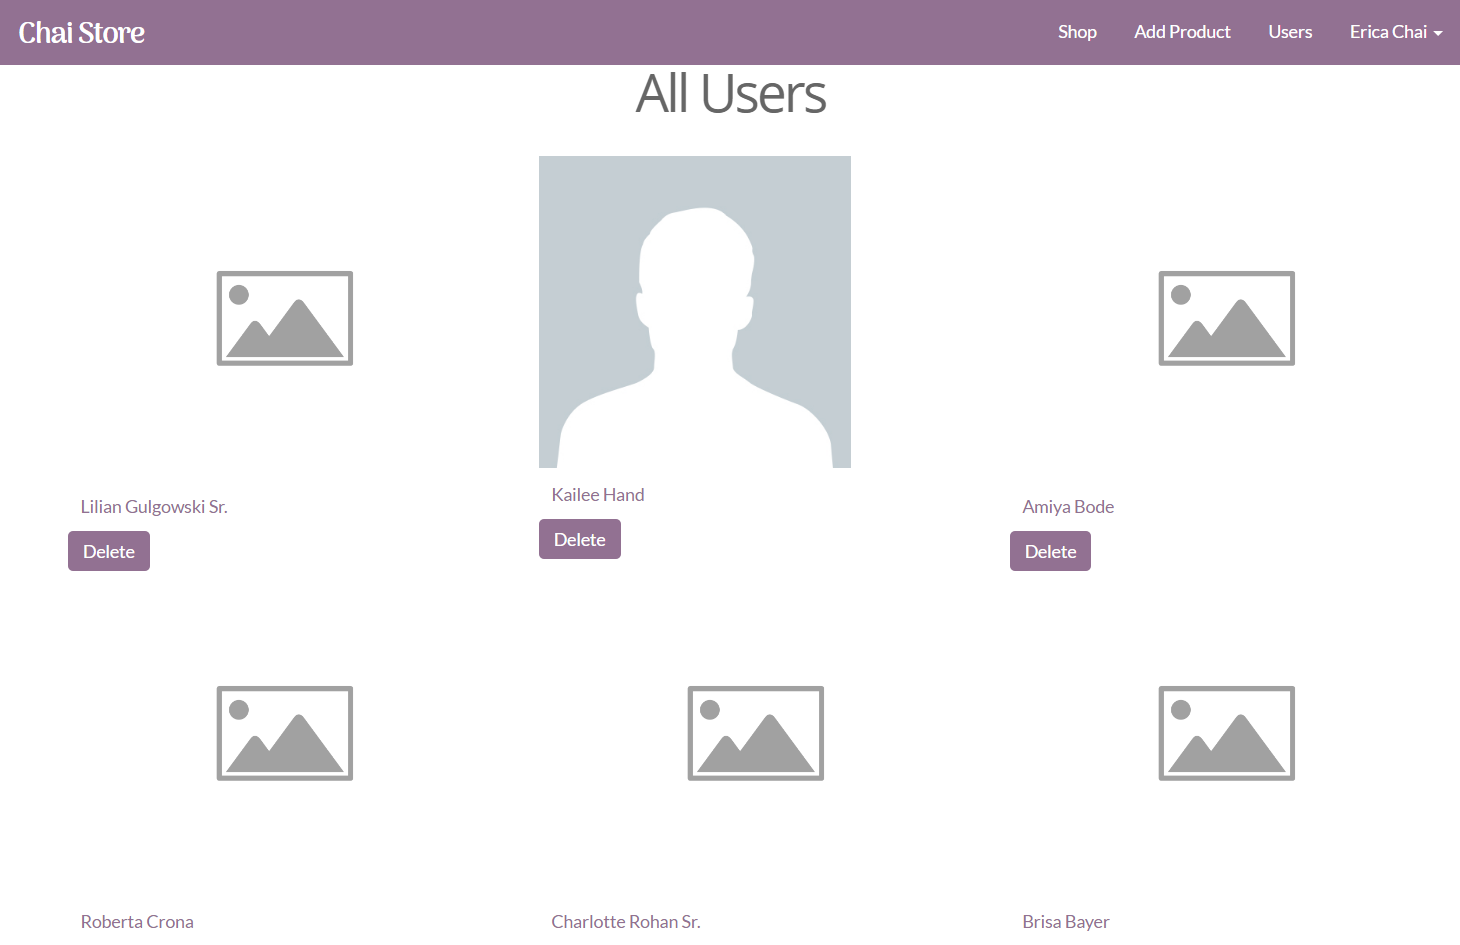 Chai Store
Shop
Add Product
Users
Erica Chai
All Users
Lilian Gulgowski Sr.
Delete
Kailee Hand
Delete
Amiya Bode
Delete
Roberta Crona
Charlotte Rohan Sr.
Brisa Bayer